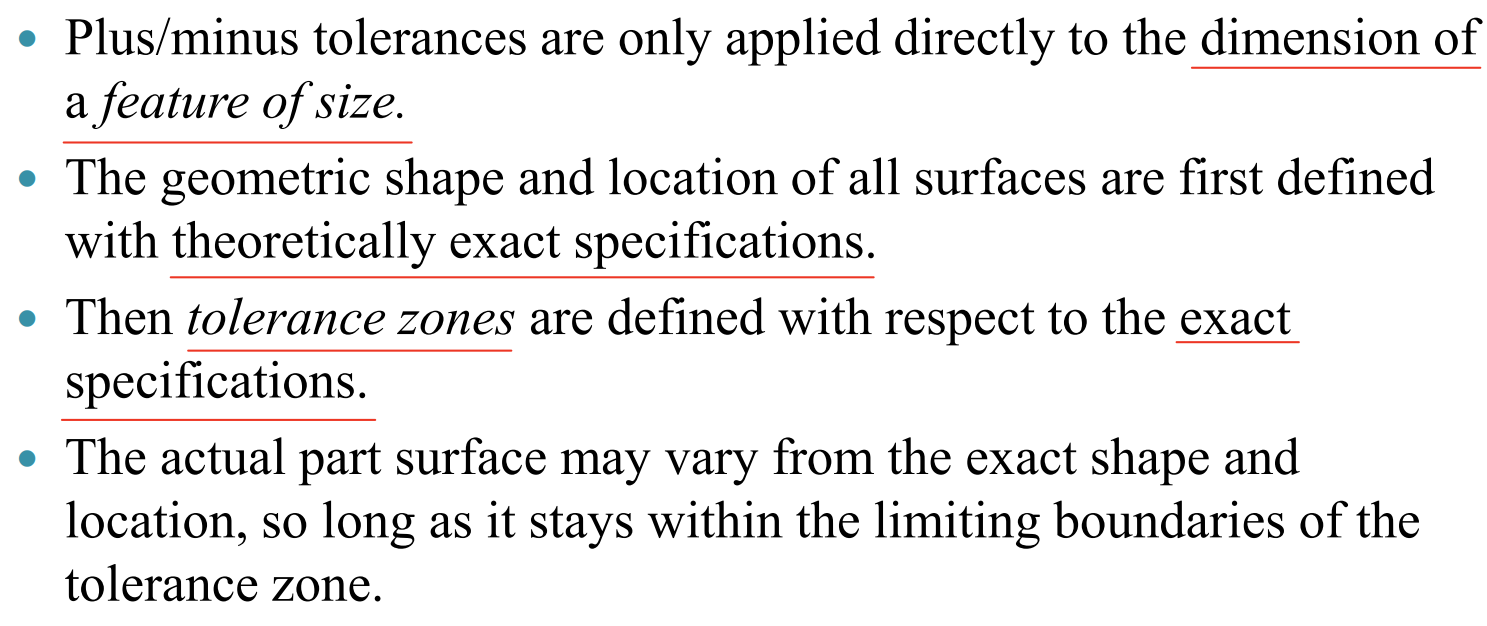 • Plus/minus tolerances are only applied directly to the dimension of
a feature of size.
• The geometric shape and location of all surfaces are first defined
with theoretically exact specifications.
• Then tolerance zones are defined with respect to the exact
specifications.
• The actual part surface may vary from the exact shape and
location, so long as it stays within the limiting boundaries of the
tolerance zone.